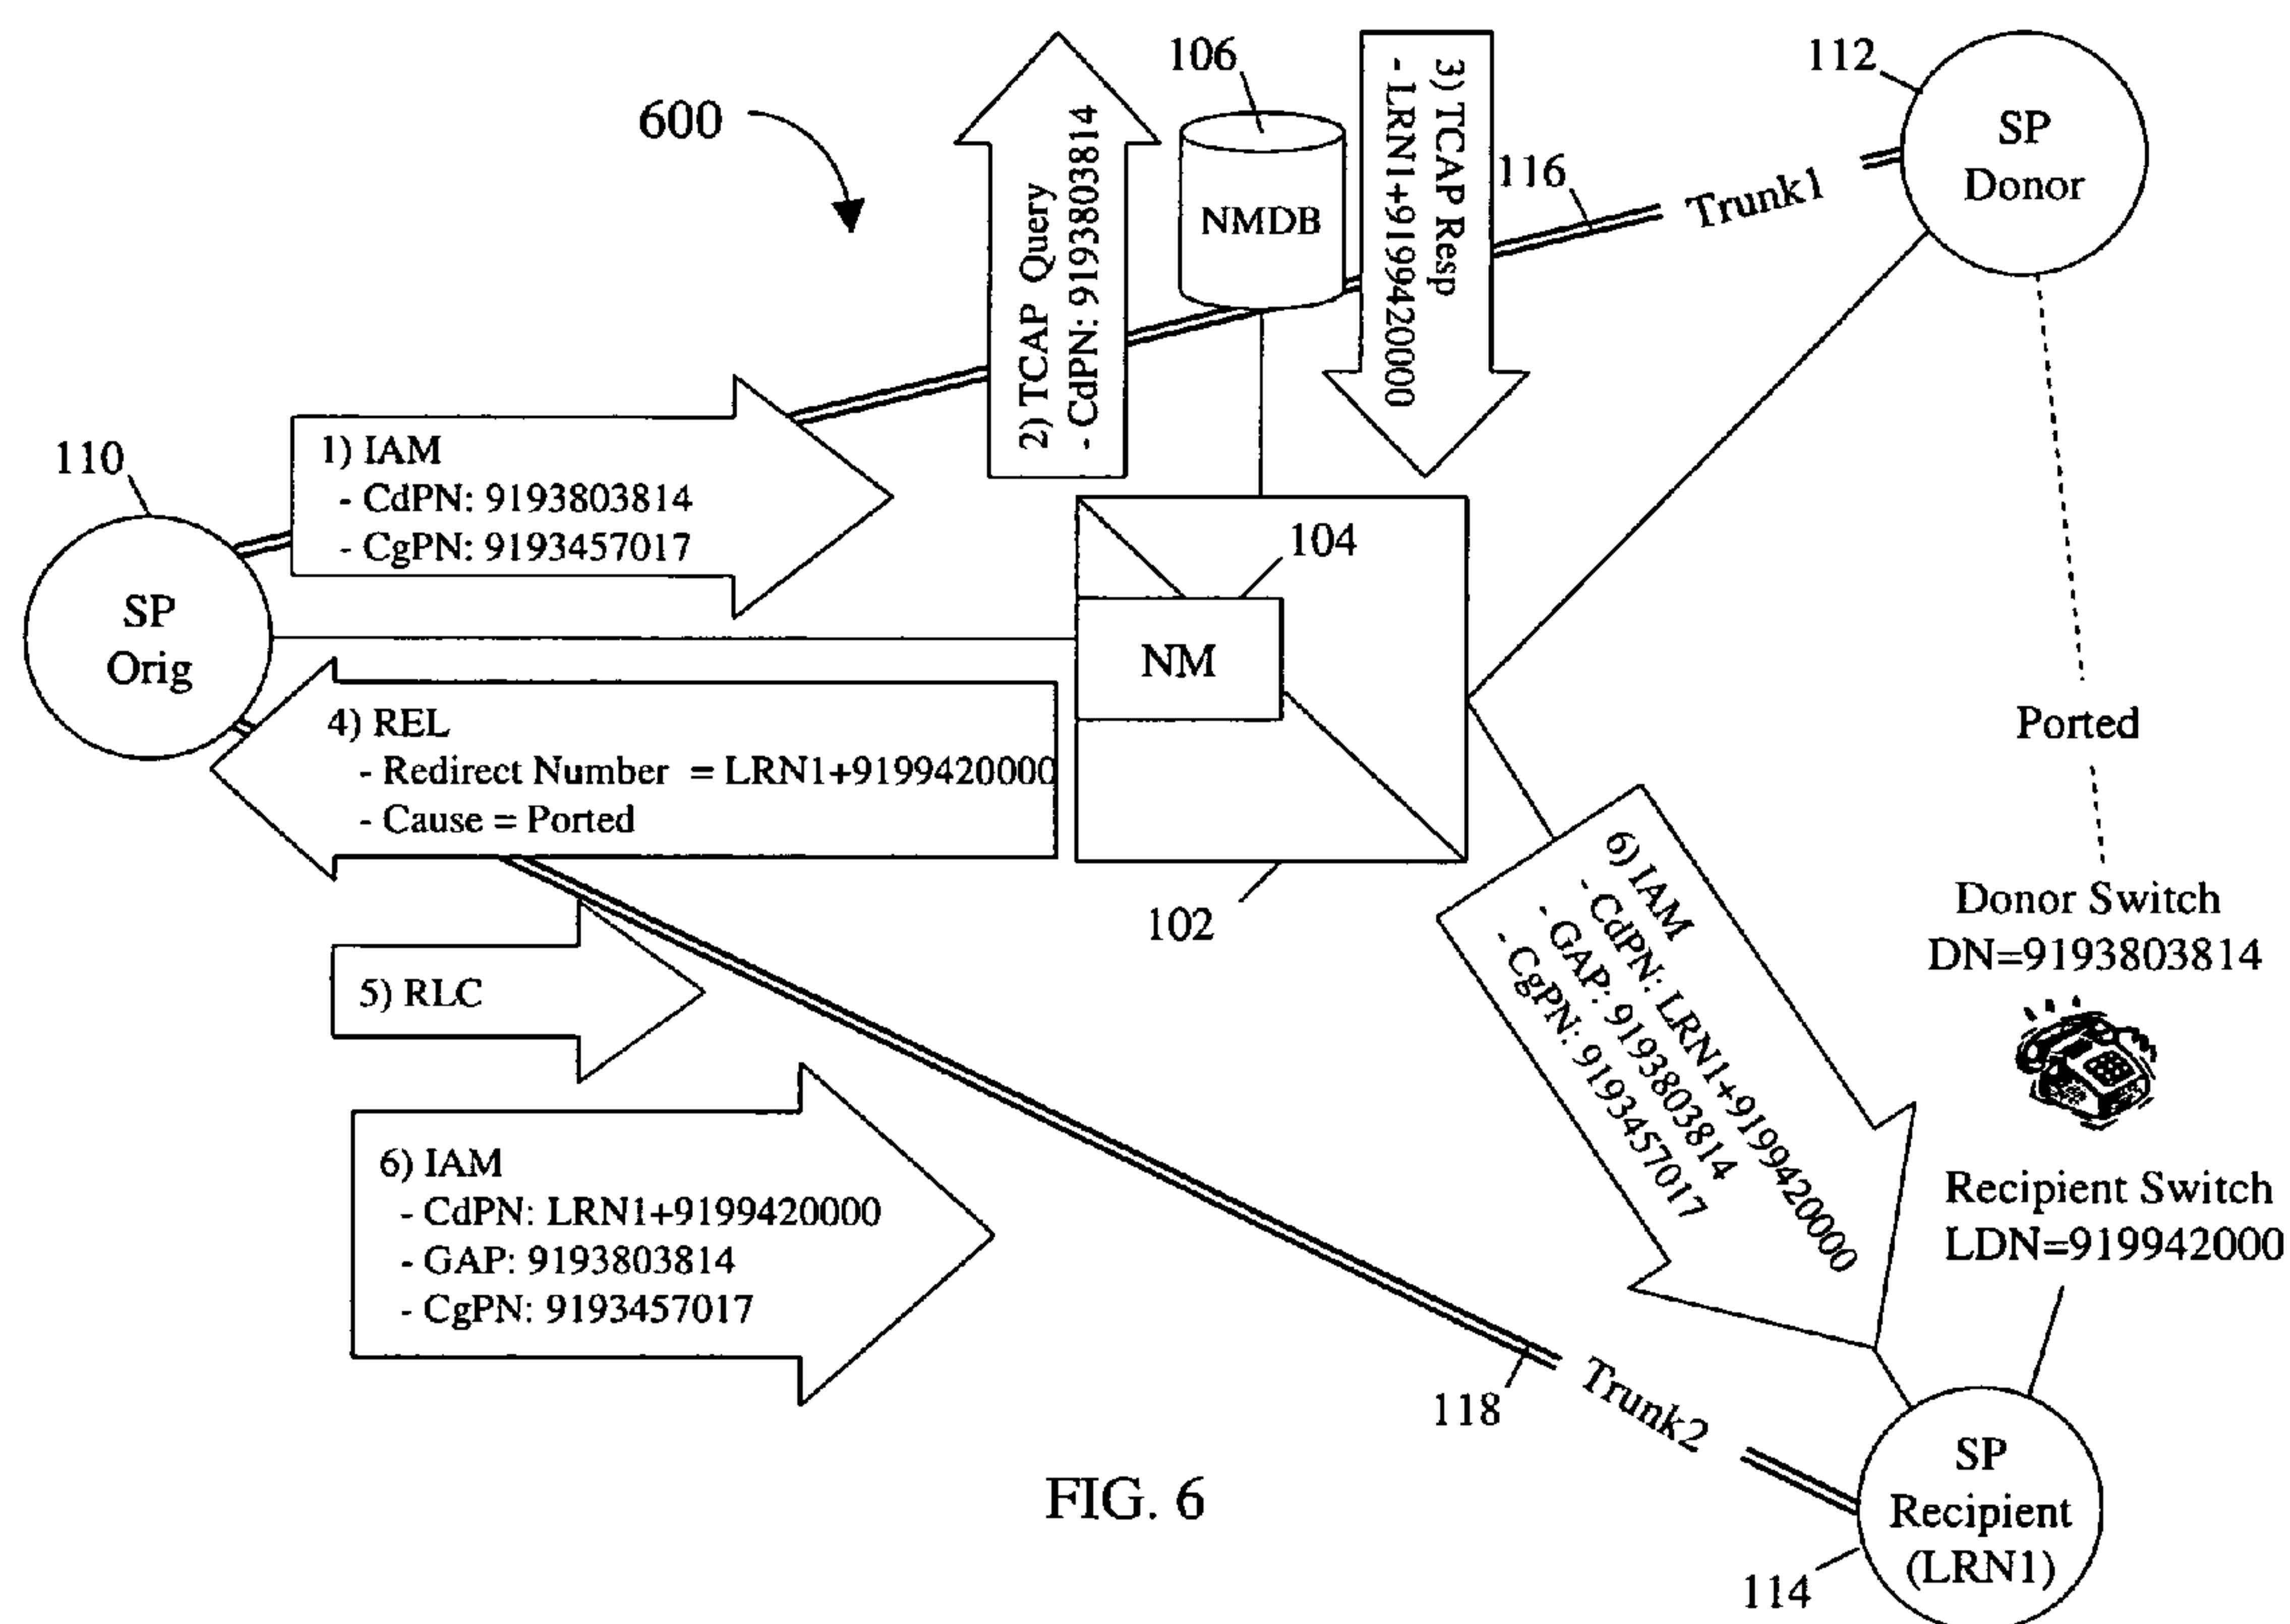 600
106
112
SP
Donor
116
Trunk1
NMDB
2) TCAP Query
- CdPN: 9193803814
3) TCAP Resp
- LRN1+9199420000
110
SP
Orig
1) IAM
- CdPN: 9193803814
- CgPN: 9193457017
104
NM
102
4) REL
- Redirect Number = LRN1+9199420000
- Cause = Ported
5) RLC
6) IAM
- CdPN: LRN1+9199420000
- GAP: 9193803814
- CgPN: 9193457017
6) IAM
- CdPN: LRN1+9199420000
- GAP: 9193803814
- CgPN: 9193457017
Ported
Donor Switch
DN=9193803814
Recipient Switch
LDN=919942000
118
Trunk2
SP
Recipient
(LRN1)
114
FIG. 6